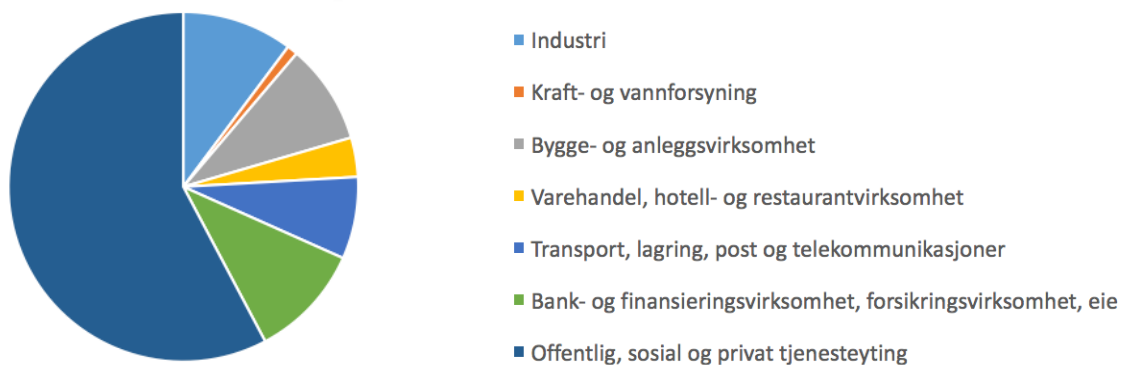 Industri
Kraft- og vannforsyning
Bygge- og anleggsvirksomhet
Varehandel, hotell- og restaurantvirksomhet
Transport, lagring, post og telekommunikasjoner
Bank- og finansieringsvirksomhet, forsikringsvirksomhet, eie
Offentlig, sosial og privat tjenesteyting